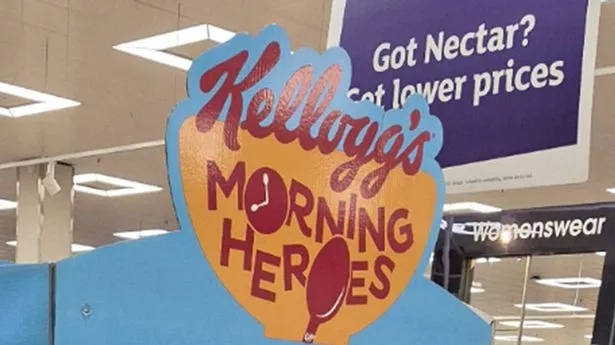 Got Nectar?
Get lower prices
Kellogg's
MORNING
HEROES
Womenswear